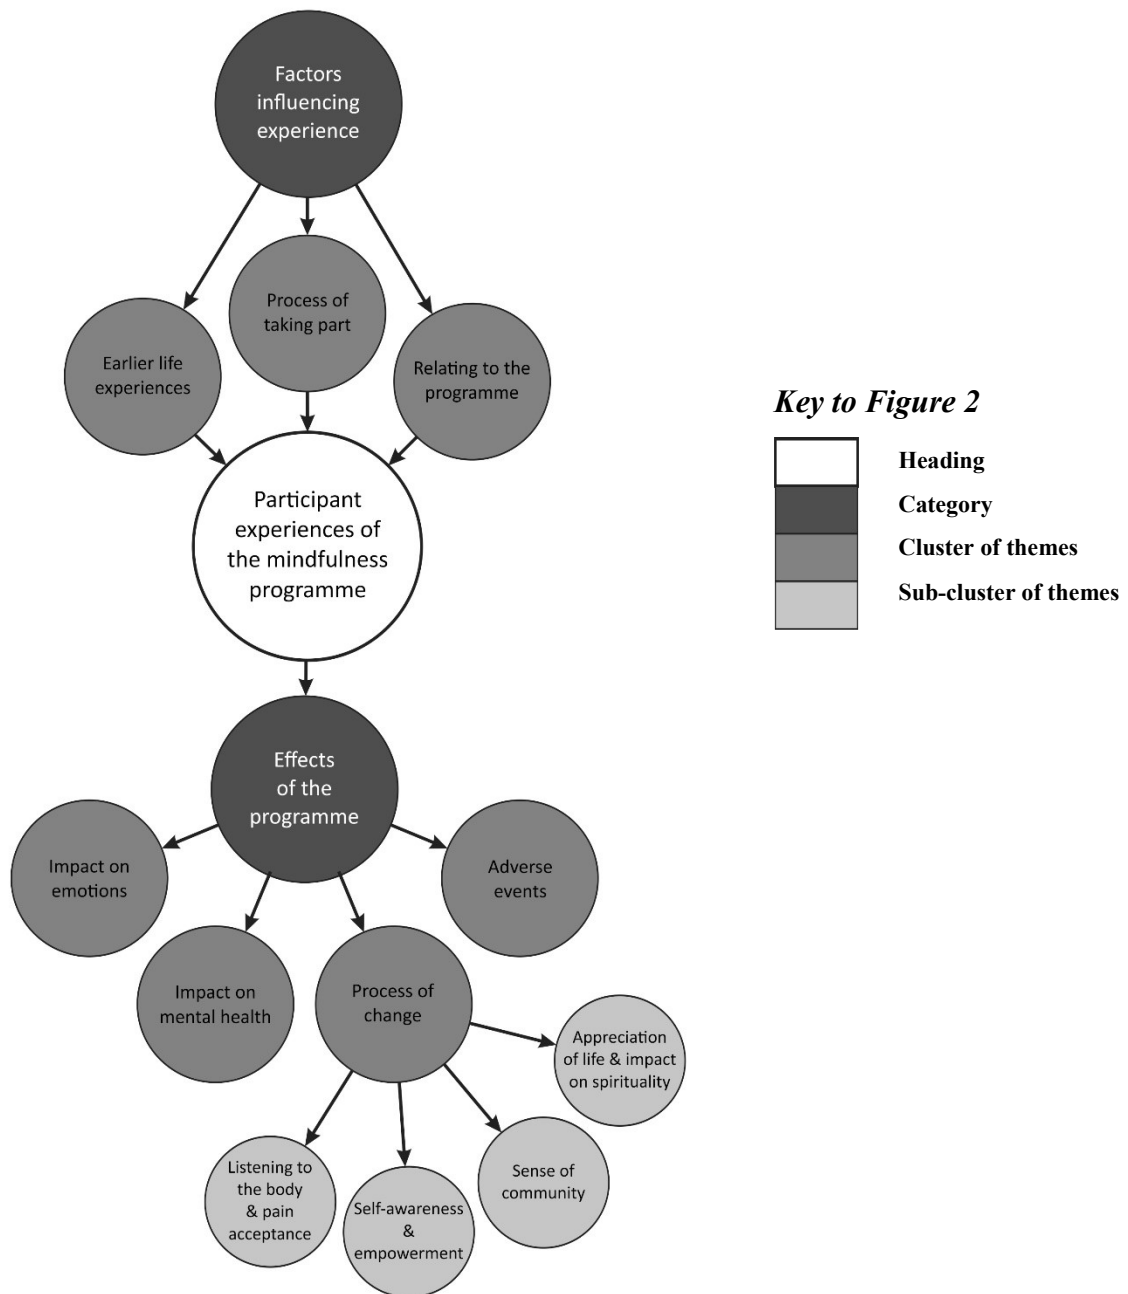 Factors
influencing
experience
Process of
taking part
Earlier life
experiences
Relating to the
programme
Participant
experiences of
the mindfulness
programme
Effects
of the
programme
Impact on
emotions
Adverse
events
Impact on
mental health
Process of
change
Appreciation
of life & impact
on spirituality
Listening to
the body
& pain
acceptance
Self-awareness
&
empowerment
Sense of
community
Key to Figure 2
Heading
Category
Cluster of themes
Sub-cluster of themes